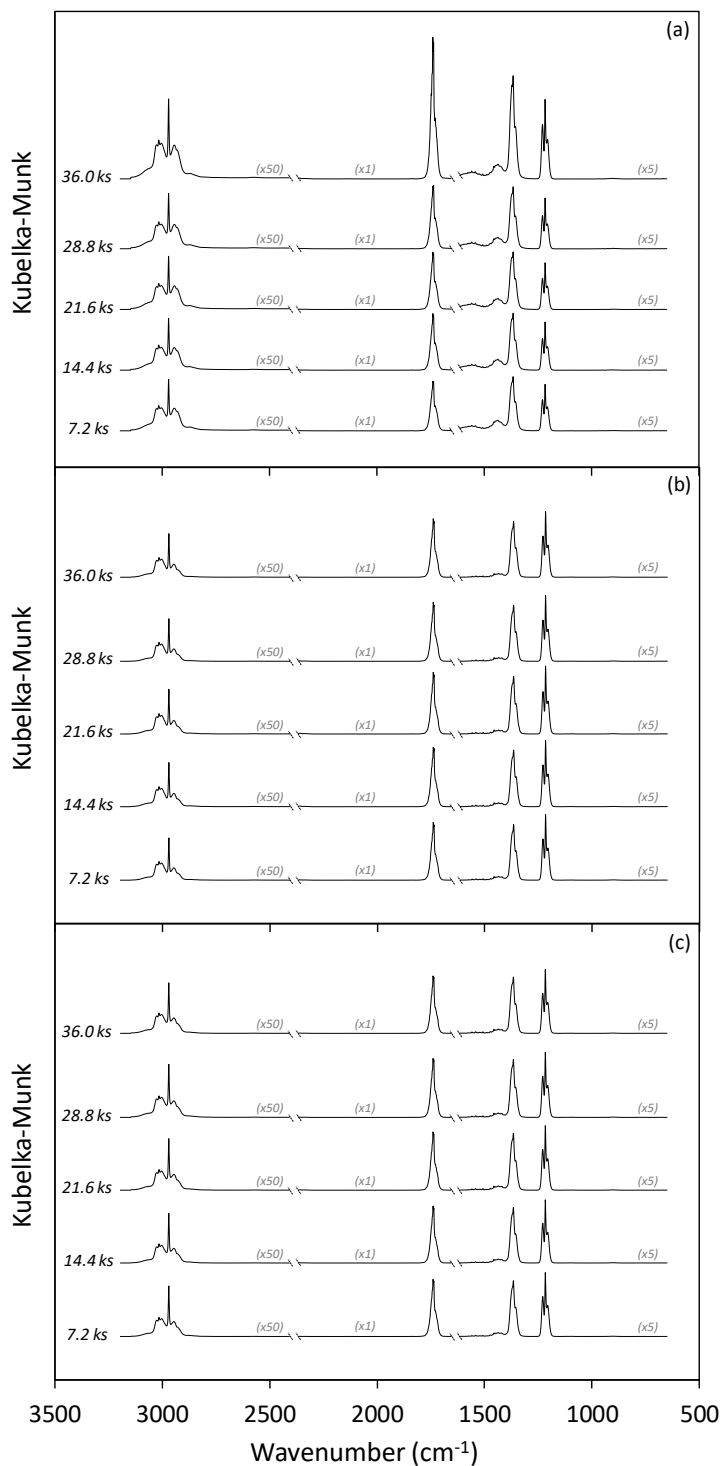 (a)
Kubelka-Munk
36.0 ks (x50) (x1) (x5)
28.8 ks (x50) (x1) (x5)
21.6 ks (x50) (x1) (x5)
14.4 ks (x50) (x1) (x5)
7.2 ks (x50) (x1) (x5)
(b)
Kubelka-Munk
36.0 ks (x50) (x1) (x5)
28.8 ks (x50) (x1) (x5)
21.6 ks (x50) (x1) (x5)
14.4 ks (x50) (x1) (x5)
7.2 ks (x50) (x1) (x5)
(c)
Kubelka-Munk
36.0 ks (x50) (x1) (x5)
28.8 ks (x50) (x1) (x5)
21.6 ks (x50) (x1) (x5)
14.4 ks (x50) (x1) (x5)
7.2 ks (x50) (x1) (x5)
3500 3000 2500 2000 1500 1000 500
Wavenumber (cm⁻¹)